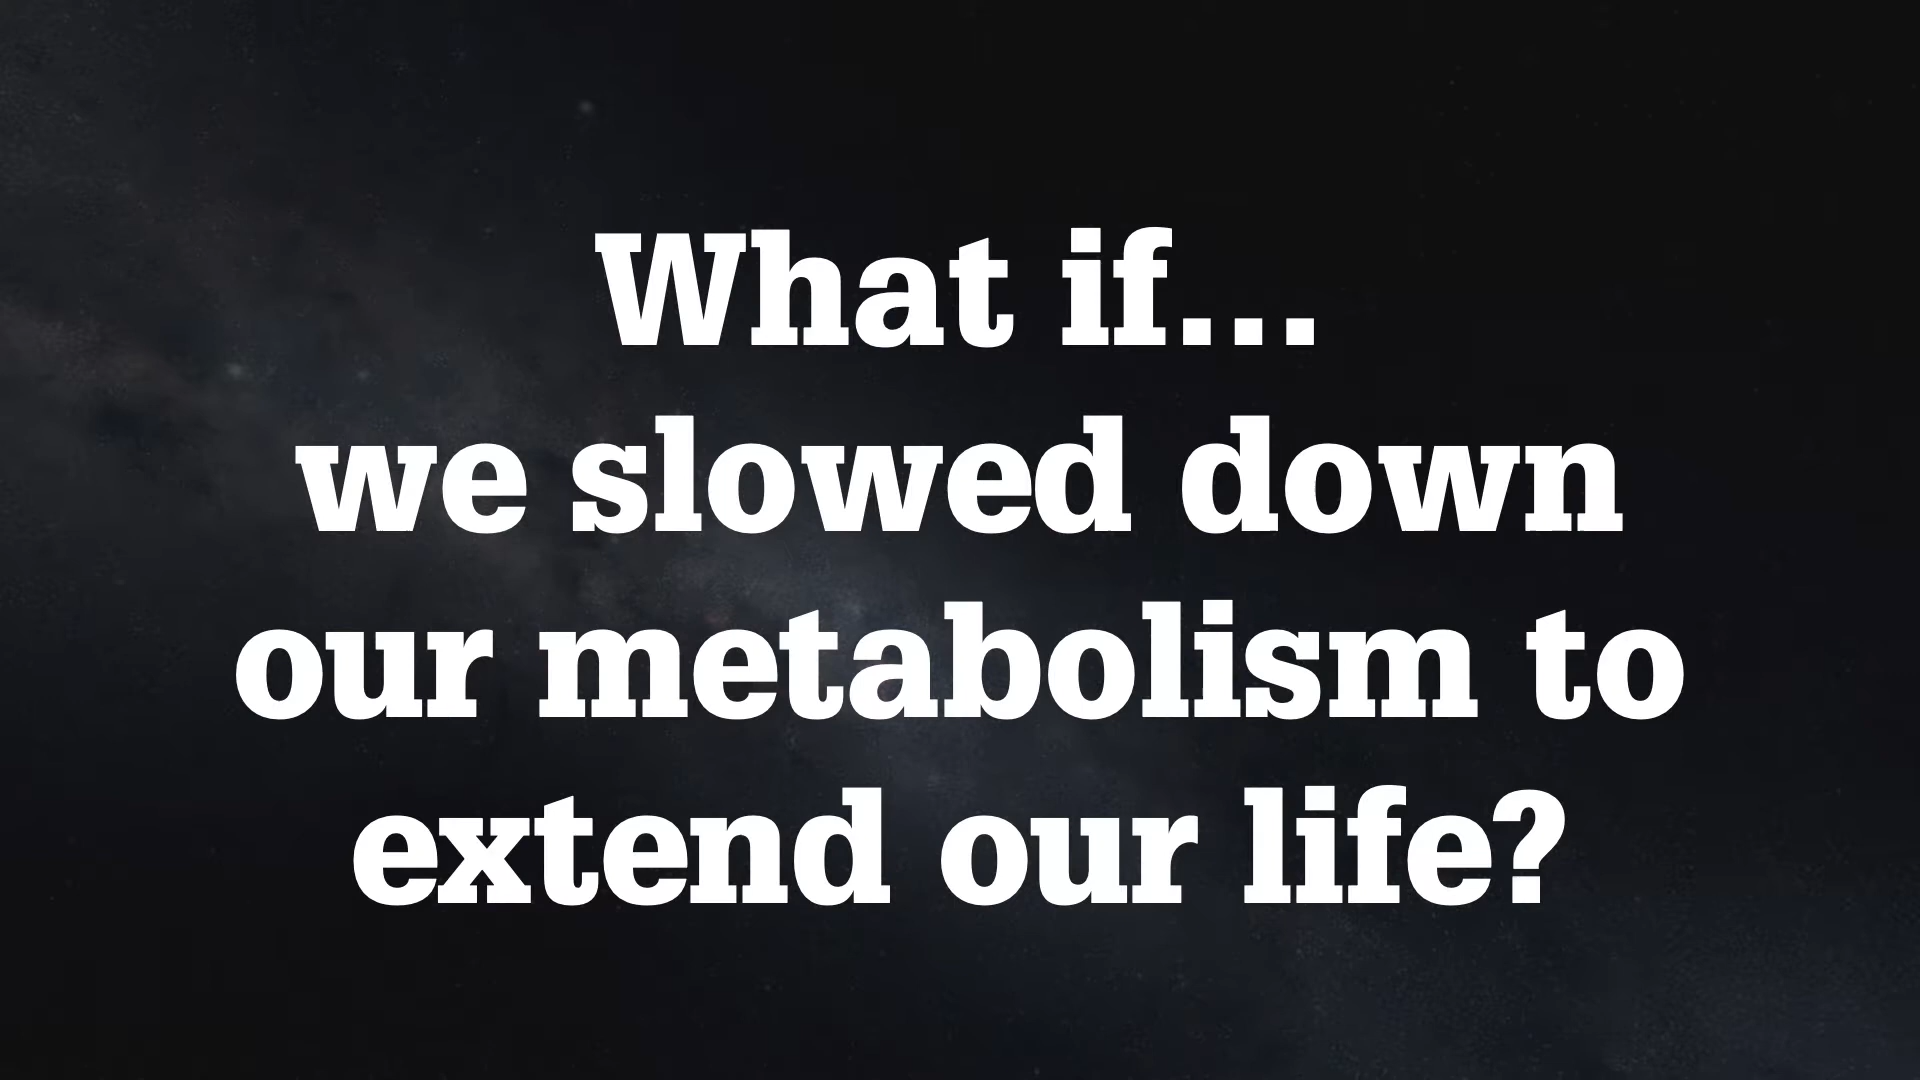 What if...
we slowed down
our metabolism to
extend our life?